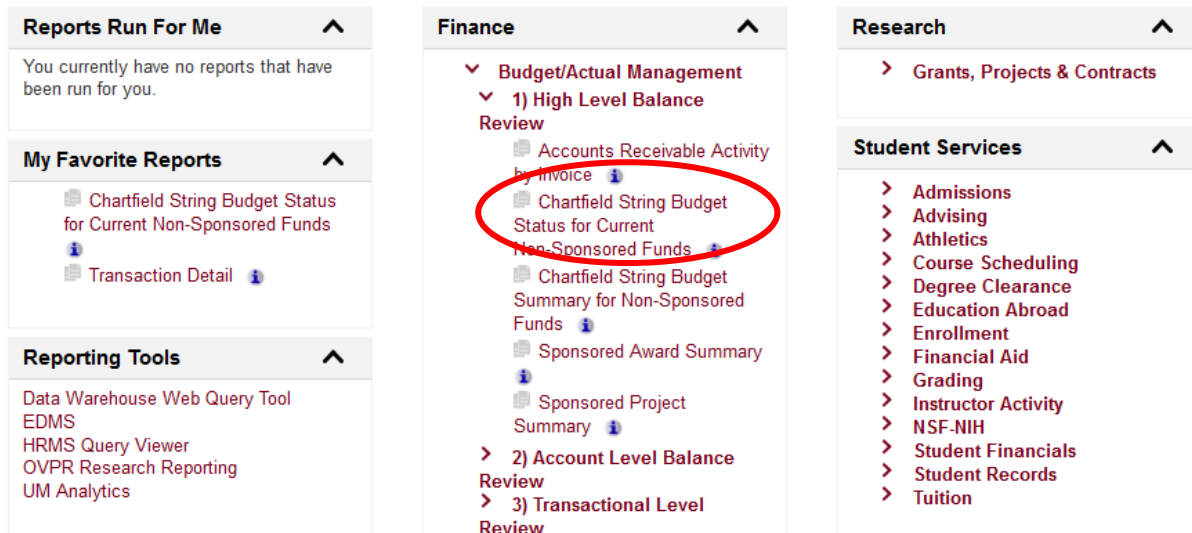 Reports Run For Me
You currently have no reports that have
been run for you.
My Favorite Reports
Chartfield String Budget Status
for Current Non-Sponsored Funds
Transaction Detail
Reporting Tools
Data Warehouse Web Query Tool
EDMS
HRMS Query Viewer
OVPR Research Reporting
UM Analytics
Finance
Budget/Actual Management
1) High Level Balance
Review
Accounts Receivable Activity
by Invoice
Chartfield String Budget
Status for Current
Non-Sponsored Funds
Chartfield String Budget
Summary for Non-Sponsored
Funds
Sponsored Award Summary
Sponsored Project
Summary
2) Account Level Balance
Review
3) Transactional Level
Review
Research
Grants, Projects & Contracts
Student Services
Admissions
Advising
Athletics
Course Scheduling
Degree Clearance
Education Abroad
Enrollment
Financial Aid
Grading
Instructor Activity
NSF-NIH
Student Financials
Student Records
Tuition